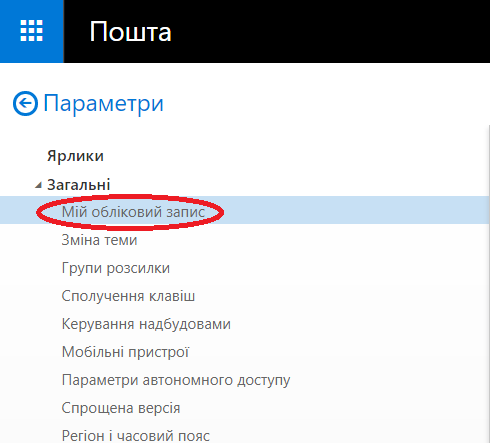 Пошта
Параметри
Ярлики
Загальні
Мій обліковий запис
Зміна теми
Групи розсилки
Сполучення клавіш
Керування надбудовами
Мобільні пристрої
Параметри автономного доступу
Спрощена версія
Регіон і часовий пояс